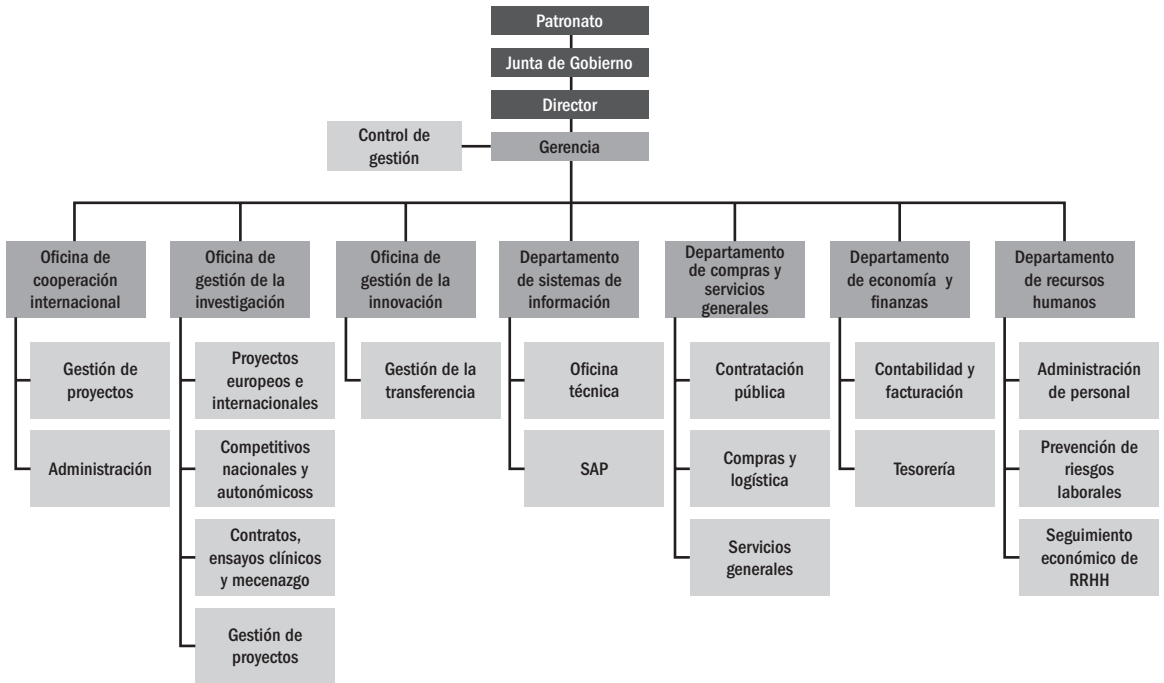 Patronato
Junta de Gobierno
Director
Control de
gestión
Gerencia
Oficina de
cooperación
internacional
Gestión de
proyectos
Administración
Oficina de
gestión de la
investigación
Proyectos
europeos e
internacionales
Competitivos
nacionales y
autonómicoss
Contratos,
ensayos clínicos
y mecenazgo
Gestión de
proyectos
Oficina de
gestión de la
innovación
Gestión de la
transferencia
Departamento
de sistemas de
información
Oficina
técnica
SAP
Departamento
de compras y
servicios
generales
Contratación
pública
Compras y
logística
Servicios
generales
Departamento
de economía y
finanzas
Contabilidad y
facturación
Tesorería
Departamento
de recursos
humanos
Administración
de personal
Prevención de
riesgos
laborales
Seguimiento
económico de
RRHH